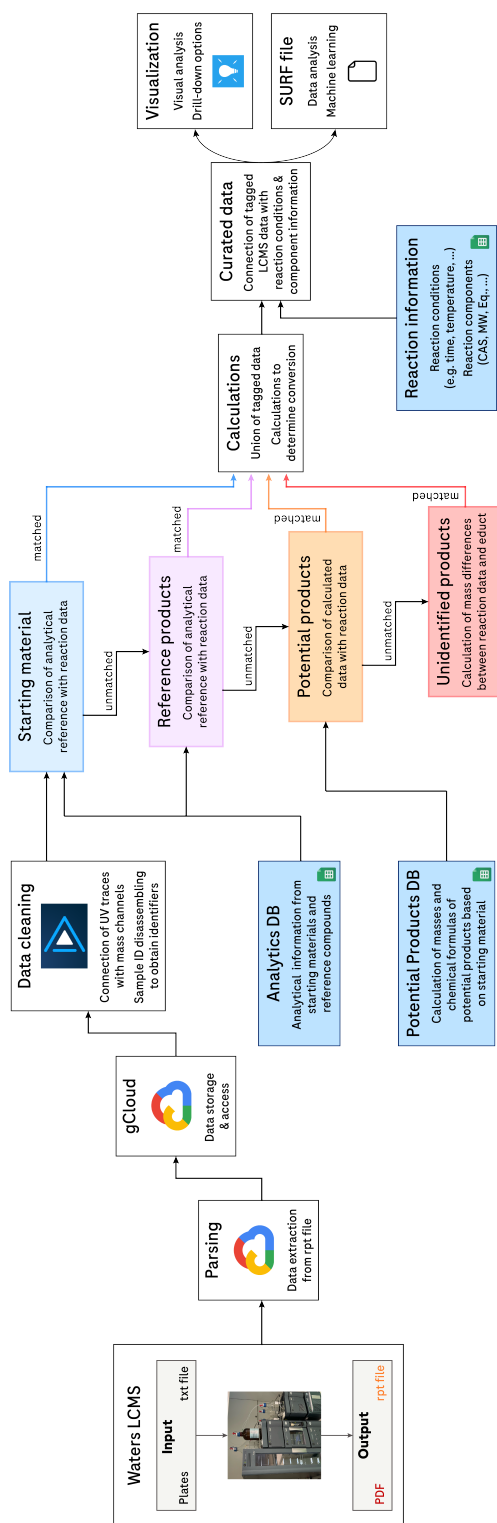 Waters LCMS
Input
Plates
txt file
Output
PDF
rpt file
Parsing
Data extraction
from rpt file
gCloud
Data storage
& access
Data cleaning
Connection of UV traces
with mass channels
Sample ID disassembling
to obtain identifiers
Analytics DB
Analytical information from
starting materials and
reference compounds
Potential Products DB
Calculation of masses and
chemical formulas of
potential products based
on starting material
Starting material
Comparison of analytical
reference with reaction data
matched
unmatched
Reference products
Comparison of analytical
reference with reaction data
matched
unmatched
Potential products
Comparison of calculated
data with reaction data
matched
unmatched
Unidentified products
Calculation of mass differences
between reaction data and educt
matched
Calculations
Union of tagged data
Calculations to
determine conversion
Reaction information
Reaction conditions
(e.g. time, temperature, ...)
Reaction components
(CAS, MW, Eq., ...)
Curated data
Connection of tagged
LCMS data with
reaction conditions &
component information
Visualization
Visual analysis
Drill-down options
SURF file
Data analysis
Machine learning